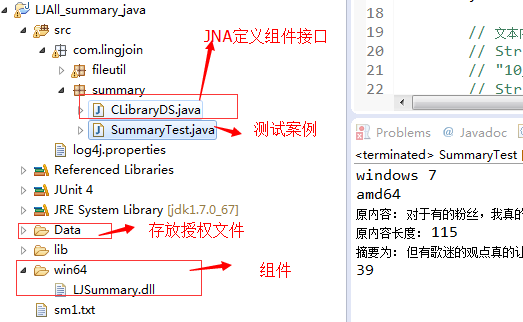 LJAll_summary_java
src
com.lingjoin
fileutil
summary
CLibraryDS.java
SummaryTest.java
log4j.properties
Referenced Libraries
JUnit 4
JRE System Library [jdk1.7.0_67]
Data
lib
win64
LJSummary.dll
sm1.txt
JNA定义组件接口
测试案例
存放授权文件
组件
18
19 // 文本内
20 // Stri
21 // "10,
22 // Stri
Problems @ Javadoc
<terminated> SummaryTest [
windows 7
amd64
原内容: 对于有的粉丝，我真的
原内容长度: 115
摘要为: 但有歌迷的观点真的让
39